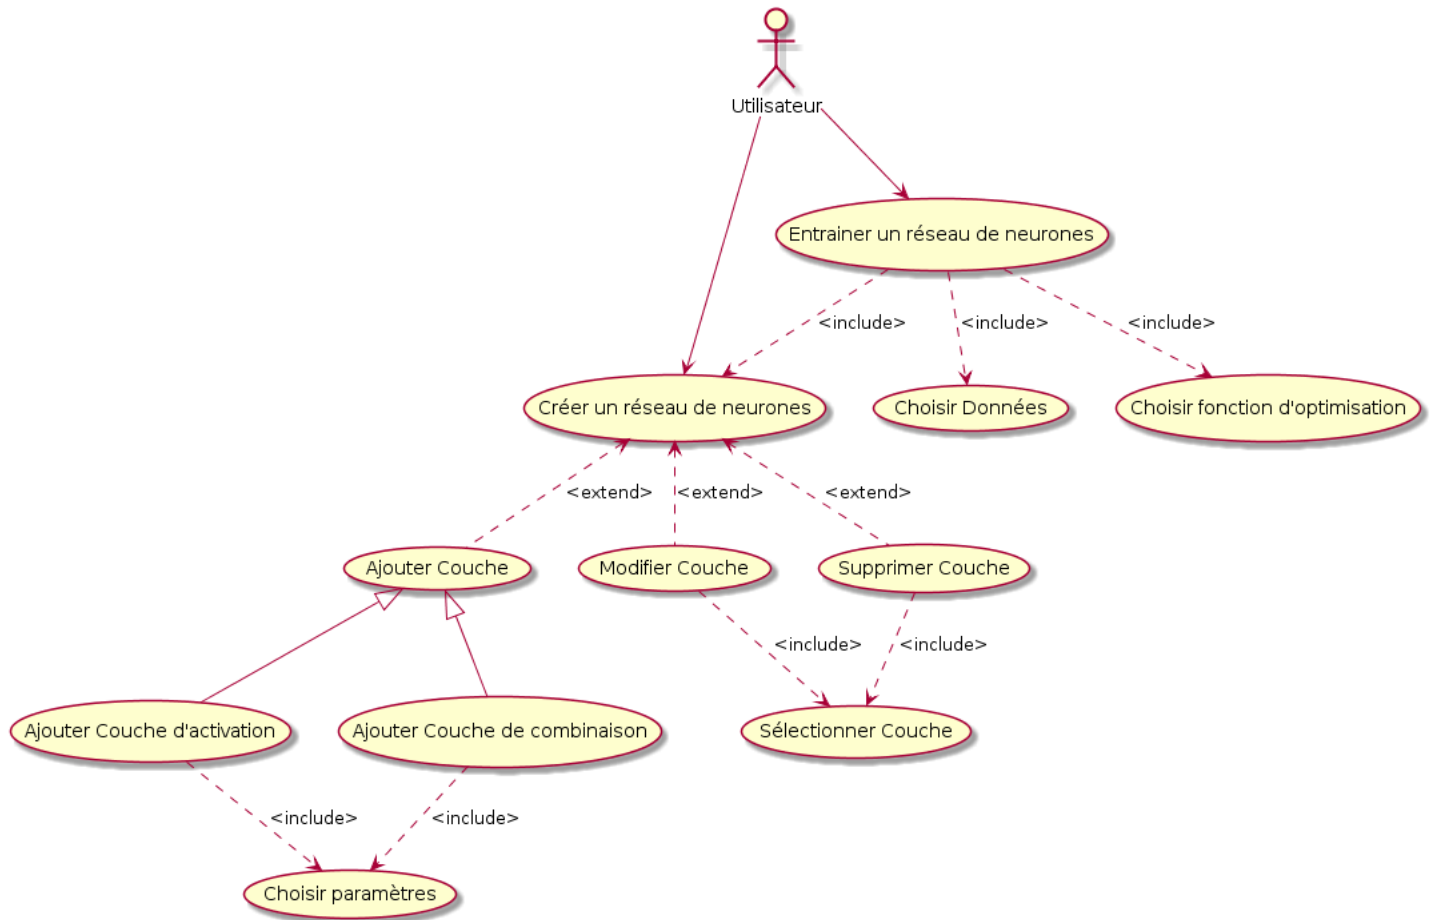 Utilisateur
Entrainer un réseau de neurones
<include>
<include>
<include>
Créer un réseau de neurones
Choisir Données
Choisir fonction d'optimisation
<extend>
<extend>
<extend>
Ajouter Couche
Modifier Couche
Supprimer Couche
<include>
<include>
Ajouter Couche d'activation
Ajouter Couche de combinaison
Sélectionner Couche
<include>
<include>
Choisir paramètres